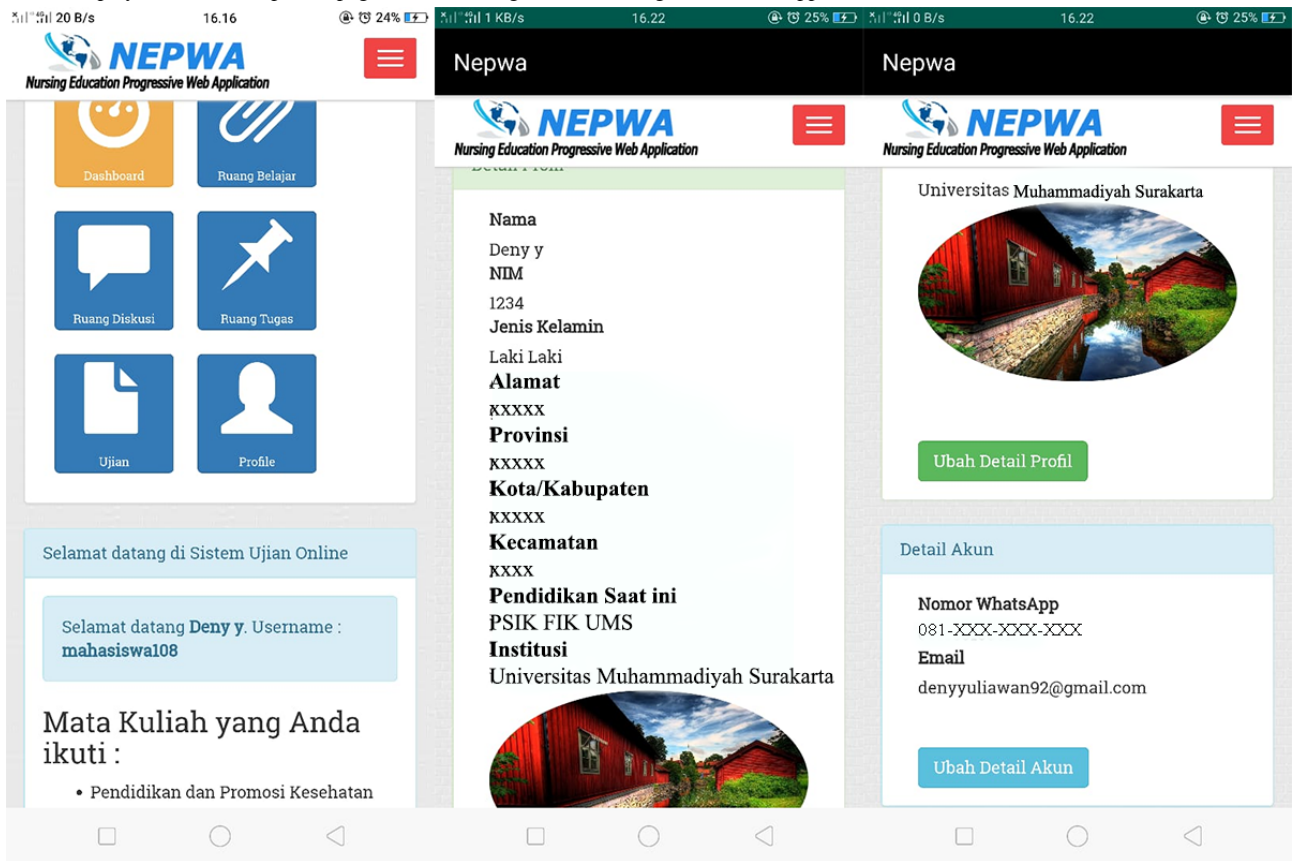 20 B/s 16.16 24%
NEPWA
Nursing Education Progressive Web Application
Dashboard
Ruang Belajar
Ruang Diskusi
Ruang Tugas
Ujian
Profile
Selamat datang di Sistem Ujian Online
Selamat datang Deny y. Username :
mahasiswa108
Mata Kuliah yang Anda
ikuti :
• Pendidikan dan Promosi Kesehatan
1 KB/s 16.22 25%
Nepwa
NEPWA
Nursing Education Progressive Web Application
Detail Profil
Nama
Deny y
NIM
1234
Jenis Kelamin
Laki Laki
Alamat
xxxxx
Provinsi
xxxxx
Kota/Kabupaten
xxxxx
Kecamatan
xxxx
Pendidikan Saat ini
PSIK FIK UMS
Institusi
Universitas Muhammadiyah Surakarta
0 B/s 16.22 25%
Nepwa
NEPWA
Nursing Education Progressive Web Application
Universitas Muhammadiyah Surakarta
Ubah Detail Profil
Detail Akun
Nomor WhatsApp
081-XXX-XXX-XXX
Email
denyyuliawan92@gmail.com
Ubah Detail Akun